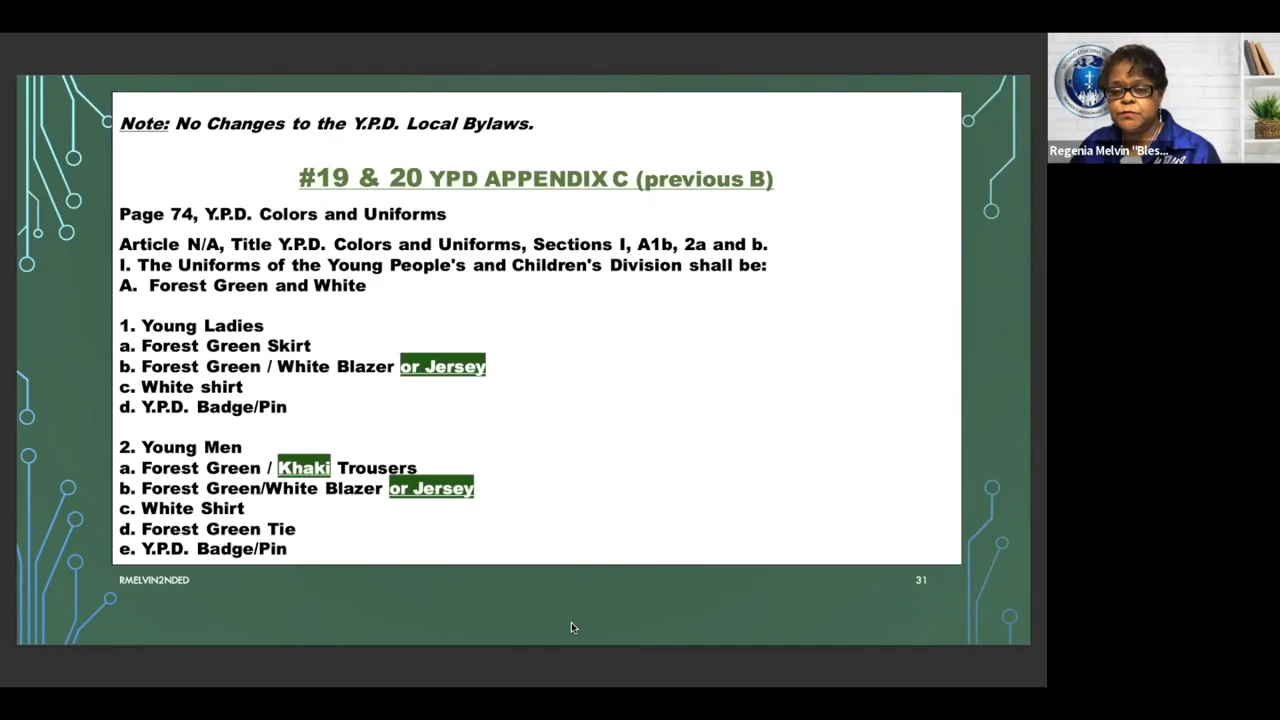 Note: No Changes to the Y.P.D. Local Bylaws.
#19 & 20 YPD APPENDIX C (previous B)
Page 74, Y.P.D. Colors and Uniforms
Article N/A, Title Y.P.D. Colors and Uniforms, Sections I, A1b, 2a and b.
I. The Uniforms of the Young People's and Children's Division shall be:
A. Forest Green and White
1. Young Ladies
a. Forest Green Skirt
b. Forest Green / White Blazer or Jersey
c. White shirt
d. Y.P.D. Badge/Pin
2. Young Men
a. Forest Green / Khaki Trousers
b. Forest Green/White Blazer or Jersey
c. White Shirt
d. Forest Green Tie
e. Y.P.D. Badge/Pin
RMELVIN2NDED
31
Regenia Melvin "Bles...